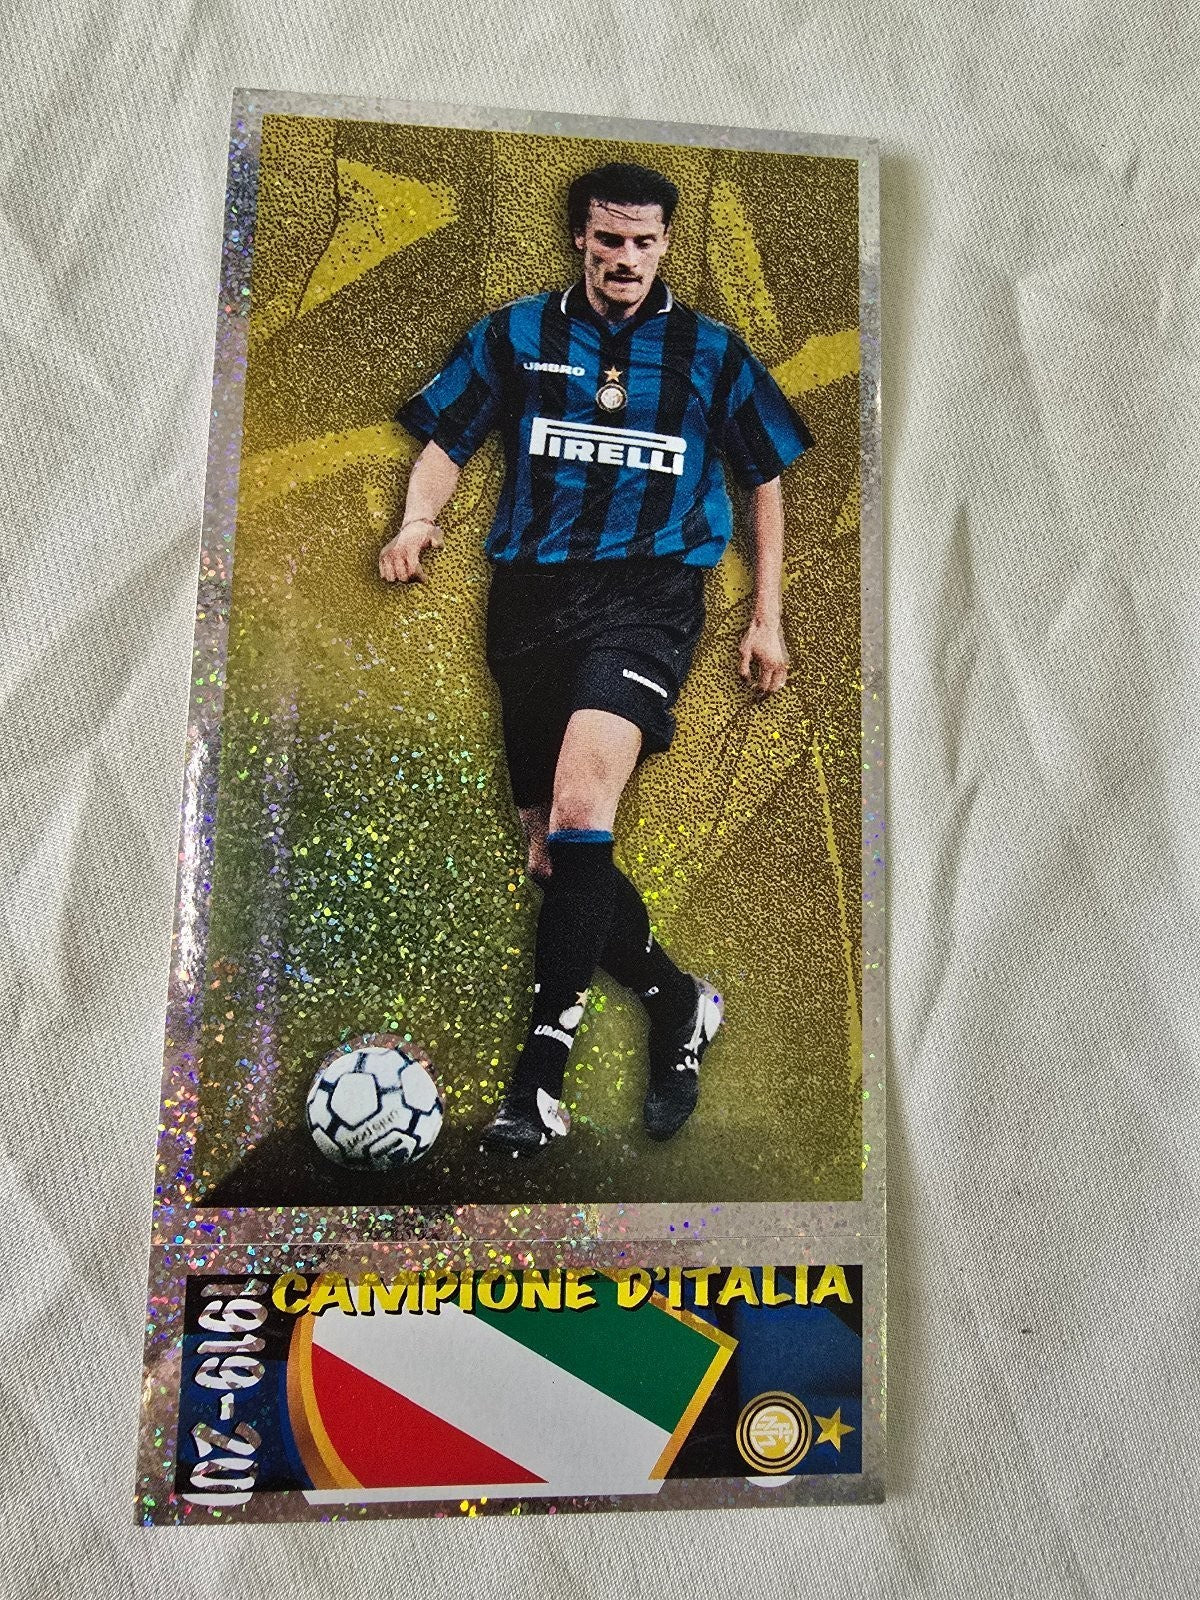 UMBRO
PIRELLI
UMBRO
UMBRO
CAMPIONE D'ITALIA
1919-20